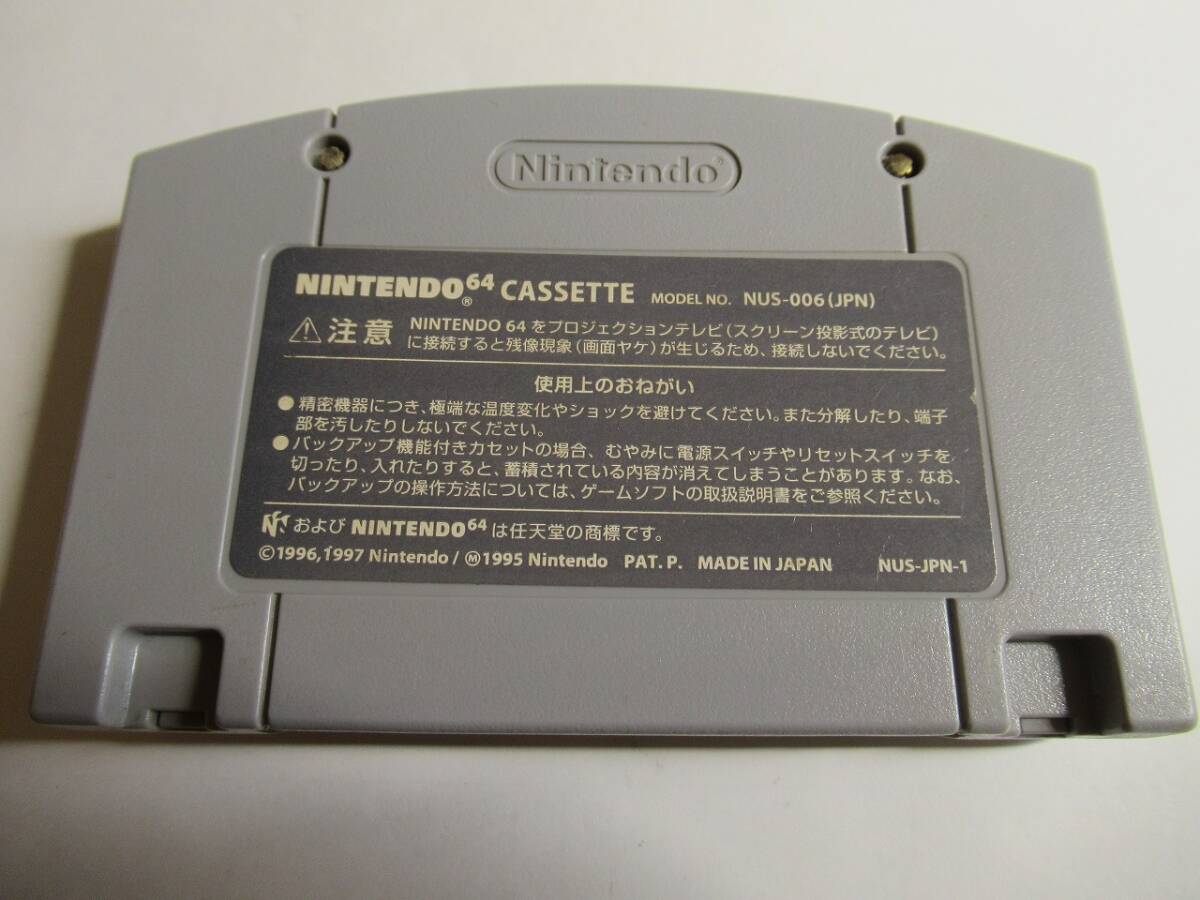 Nintendo®
NINTENDO64® CASSETTE MODEL NO. NUS-006(JPN)
⚠注意 NINTENDO 64をプロジェクションテレビ(スクリーン投影式のテレビ)
に接続すると残像現象(画面ヤケ)が生じるため、接続しないでください。
使用上のおねがい
●精密機器につき、極端な温度変化やショックを避けてください。また分解したり、端子
部を汚したりしないでください。
●バックアップ機能付きカセットの場合、むやみに電源スイッチやリセットスイッチを
切ったり、入れたりすると、蓄積されている内容が消えてしまうことがあります。なお、
バックアップの操作方法については、ゲームソフトの取扱説明書をご参照ください。
および NINTENDO64 は任天堂の商標です。
©1996,1997 Nintendo/Ⓜ1995 Nintendo PAT. P. MADE IN JAPAN NUS-JPN-1